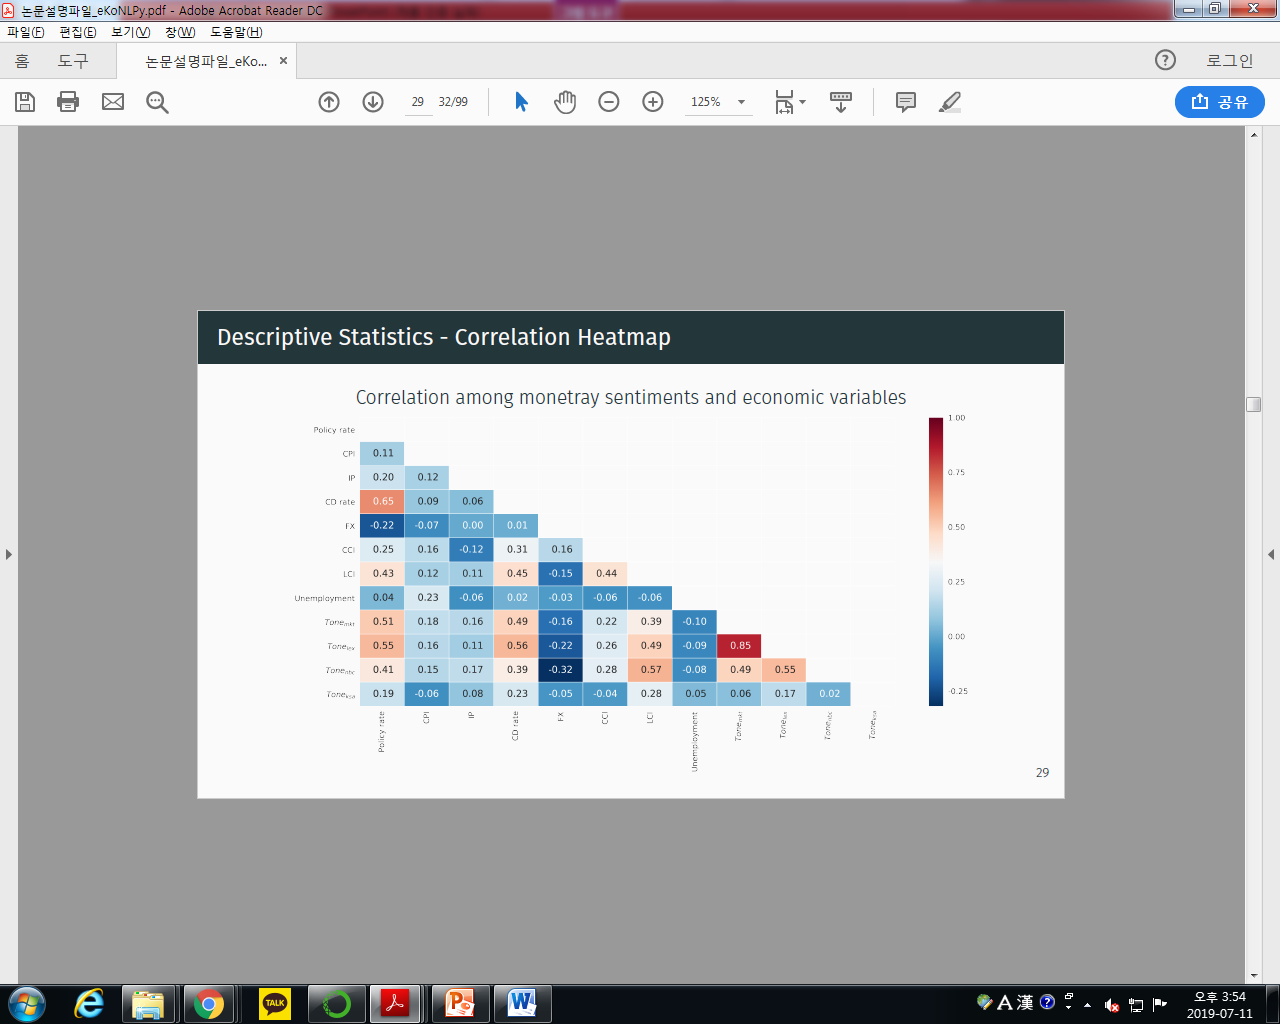 논문설명파일_eKoNLPy.pdf - Adobe Acrobat Reader DC
파일(F) 편집(E) 보기(V) 창(W) 도움말(H)
홈 도구 논문설명파일_eKo... × ? 로그인
29 32/99 125% 공유
Descriptive Statistics - Correlation Heatmap
Correlation among monetray sentiments and economic variables
Policy rate
CPI 0.11
IP 0.20 0.12
CD rate 0.65 0.09 0.06
FX -0.22 -0.07 0.00 0.01
CCI 0.25 0.16 -0.12 0.31 0.16
LCI 0.43 0.12 0.11 0.45 -0.15 0.44
Unemployment 0.04 0.23 -0.06 0.02 -0.03 -0.06 -0.06
Tonemkt 0.51 0.18 0.16 0.49 -0.16 0.22 0.39 -0.10
Tonelex 0.55 0.16 0.11 0.56 -0.22 0.26 0.49 -0.09 0.85
Tonenbc 0.41 0.15 0.17 0.39 -0.32 0.28 0.57 -0.08 0.49 0.55
Toneksa 0.19 -0.06 0.08 0.23 -0.05 -0.04 0.28 0.05 0.06 0.17 0.02
Policy rate CPI IP CD rate FX CCI LCI Unemployment Tonemkt Tonelex Tonenbc Toneksa
1.00
0.75
0.50
0.25
0.00
-0.25
29
TALK
A 漢 ?
오후 3:54
2019-07-11